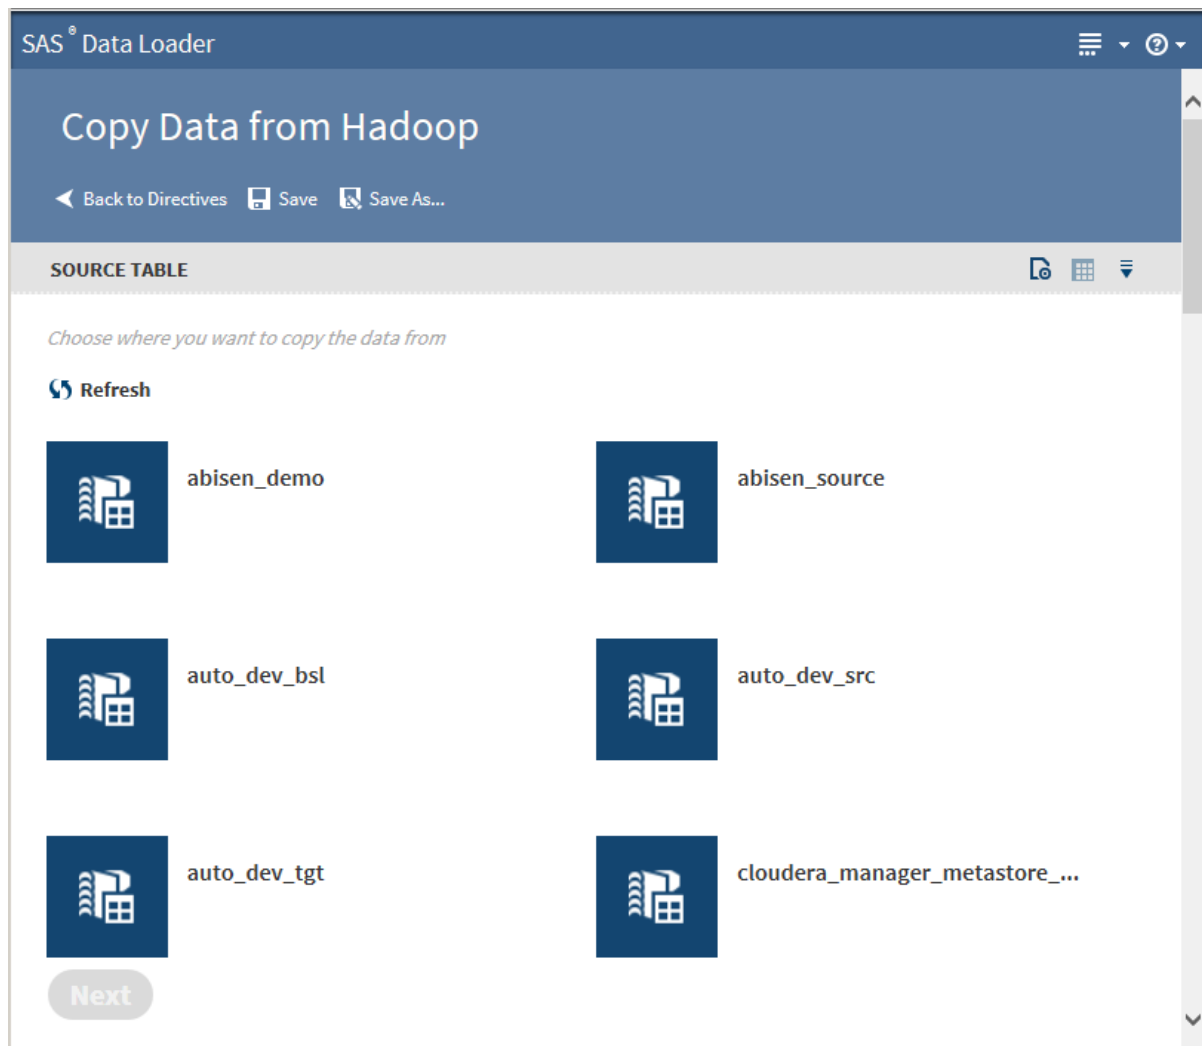 SAS® Data Loader
Copy Data from Hadoop
Back to Directives Save Save As...
SOURCE TABLE
Choose where you want to copy the data from
Refresh
abisen_demo abisen_source
auto_dev_bsl auto_dev_src
auto_dev_tgt cloudera_manager_metastore_...
Next